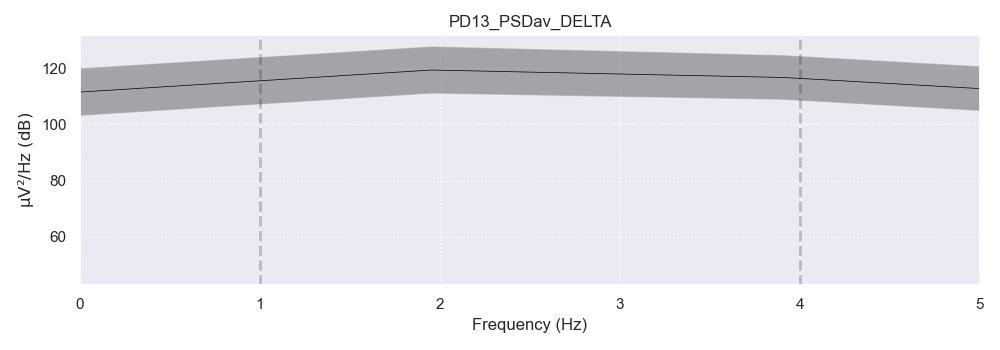 PD13_PSDav_DELTA
µV²/Hz (dB)
120
100
80
60
0 1 2 3 4 5
Frequency (Hz)